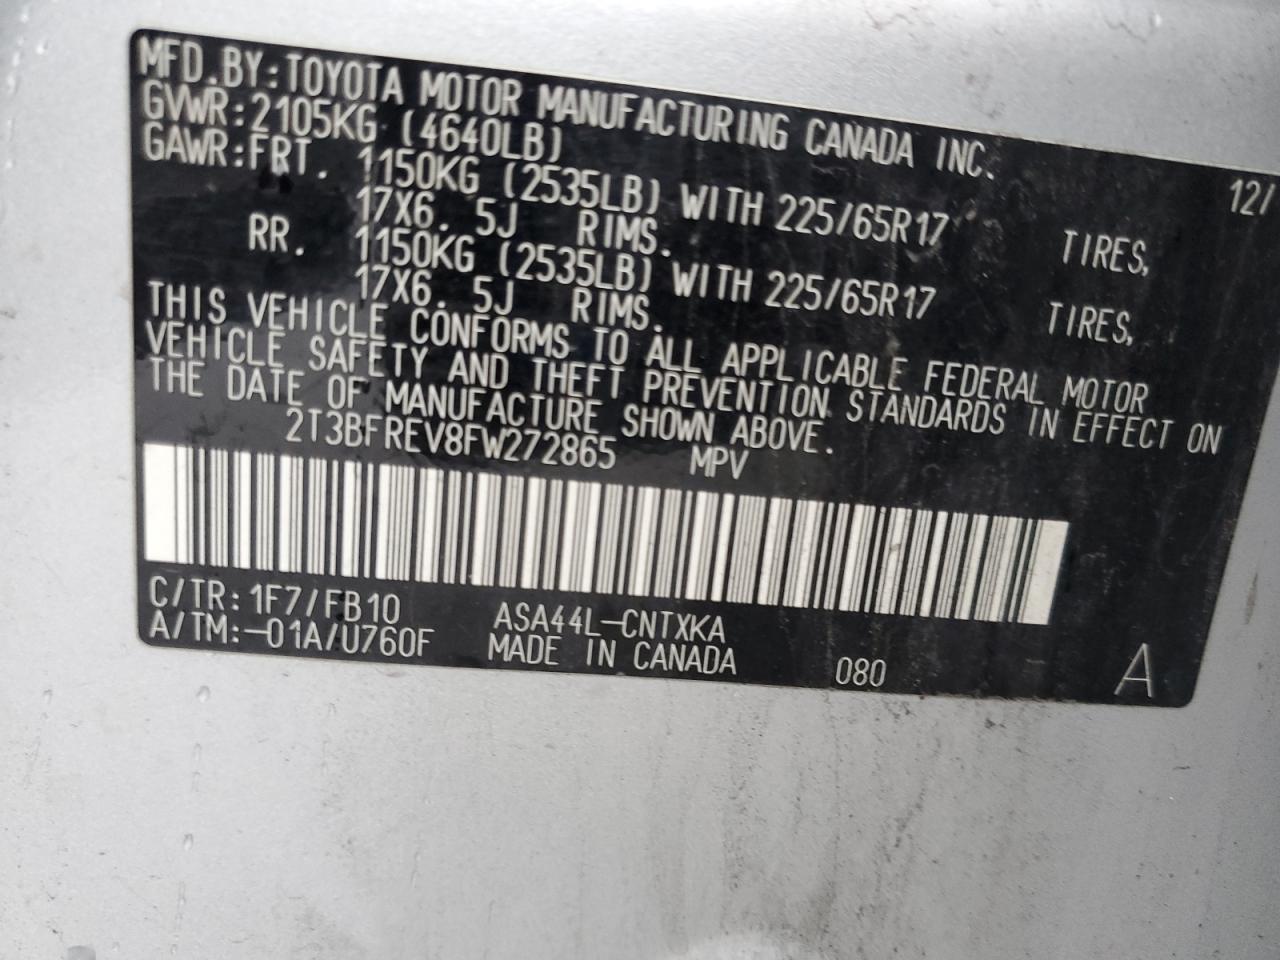 MFD.BY:TOYOTA MOTOR MANUFACTURING CANADA INC. 12/
GVWR:2105KG (4640LB)
GAWR:FRT. 1150KG (2535LB) WITH 225/65R17 TIRES,
17X6. 5J RIMS.
RR. 1150KG (2535LB) WITH 225/65R17 TIRES,
17X6. 5J RIMS.
THIS VEHICLE CONFORMS TO ALL APPLICABLE FEDERAL MOTOR
VEHICLE SAFETY AND THEFT PREVENTION STANDARDS IN EFFECT ON
THE DATE OF MANUFACTURE SHOWN ABOVE.
2T3BFREV8FW272865 MPV
C/TR:1F7/FB10 ASA44L-CNTXKA
A/TM:-01A/U760F MADE IN CANADA 080 A